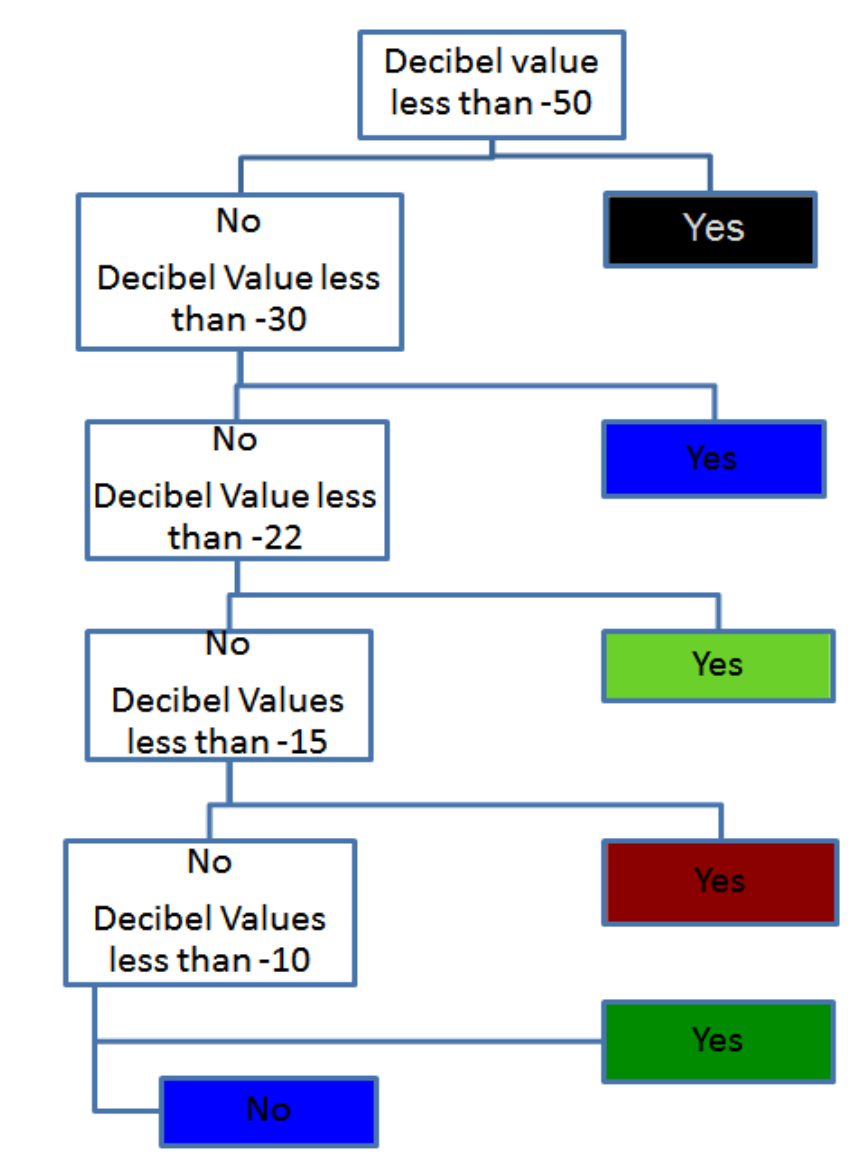 Decibel value
less than -50
No
Decibel Value less
than -30
Yes
No
Decibel Value less
than -22
Yes
No
Decibel Values
less than -15
Yes
No
Decibel Values
less than -10
Yes
Yes
No